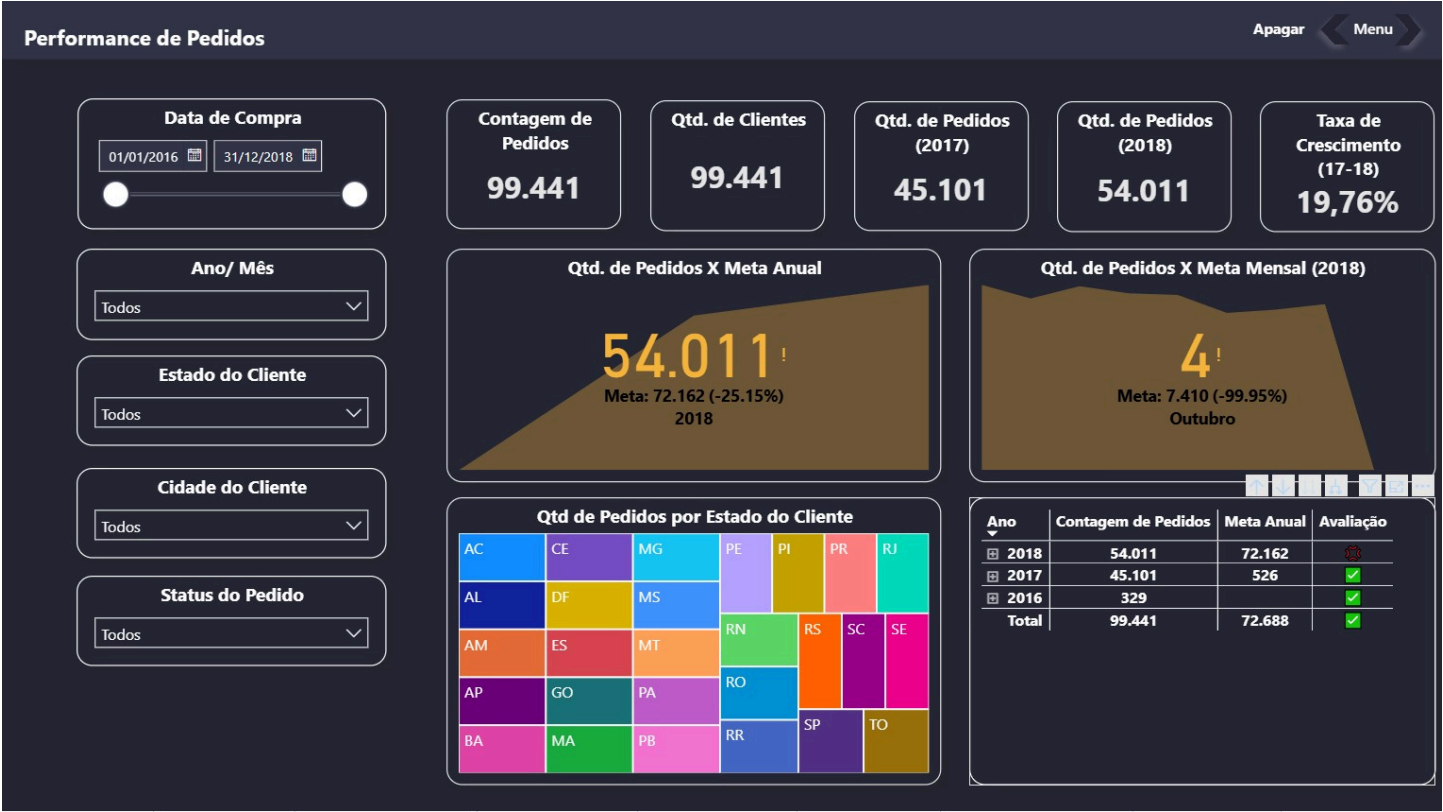 Performance de Pedidos
Apagar
Menu
Data de Compra
01/01/2016
31/12/2018
Contagem de
Pedidos
99.441
Qtd. de Clientes
99.441
Qtd. de Pedidos
(2017)
45.101
Qtd. de Pedidos
(2018)
54.011
Taxa de
Crescimento
(17-18)
19,76%
Ano/ Mês
Todos
Estado do Cliente
Todos
Cidade do Cliente
Todos
Status do Pedido
Todos
Qtd. de Pedidos X Meta Anual
54.011!
Meta: 72.162 (-25.15%)
2018
Qtd. de Pedidos X Meta Mensal (2018)
4!
Meta: 7.410 (-99.95%)
Outubro
Qtd de Pedidos por Estado do Cliente
AC CE MG PE PI PR RJ
AL DF MS
AM ES MT RN RS SC SE
AP GO PA RO
BA MA PB RR SP TO
Ano Contagem de Pedidos Meta Anual Avaliação
2018 54.011 72.162
2017 45.101 526
2016 329
Total 99.441 72.688